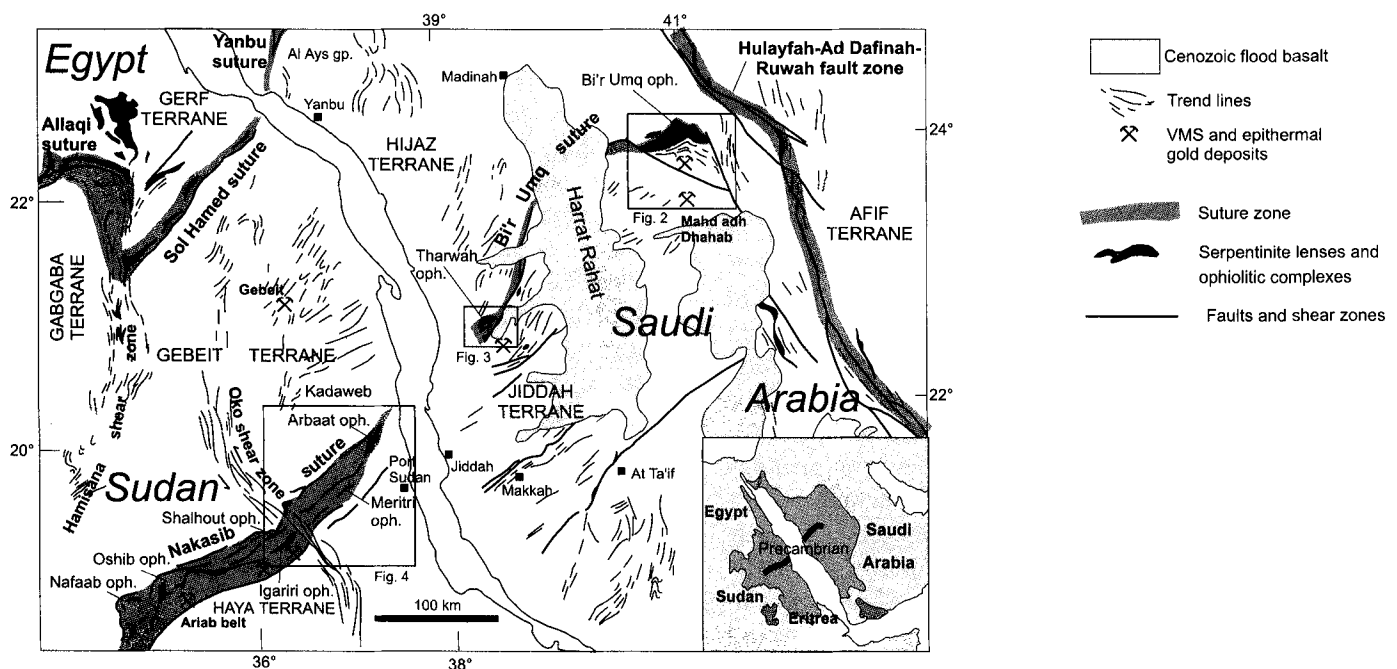 39°
41°
Egypt
Yanbu
suture
Al Ays gp.
Madinah
Hulayfah-Ad Dafinah-
Ruwah fault zone
Bi'r Umq oph.
GERF
TERRANE
Yanbu
Allaqi
suture
HIJAZ
TERRANE
24°
22°
Sol Hamed suture
Bi'r Umq suture
Harrat Rahat
Fig. 2
Mahd adh
Dhahab
AFIF
TERRANE
Tharwah
oph.
GABGABA
TERRANE
Gebeit
Saudi
Fig. 3
GEBEIT TERRANE
Kadaweb
JIDDAH
TERRANE
Arabia
22°
Hamisana shear zone
Oko shear zone
Arbaat oph.
suture
20°
Port
Sudan
Jiddah
Makkah
At Ta'if
Sudan
Meritri
oph.
Shalhout oph.
Nakasib
Oshib oph.
Nafaab oph.
Igariri oph.
Fig. 4
HAYA TERRANE
Ariab belt
100 km
36°
38°
Egypt
Saudi
Arabia
Precambrian
Sudan
Eritrea
Cenozoic flood basalt
Trend lines
VMS and epithermal
gold deposits
Suture zone
Serpentinite lenses and
ophiolitic complexes
Faults and shear zones